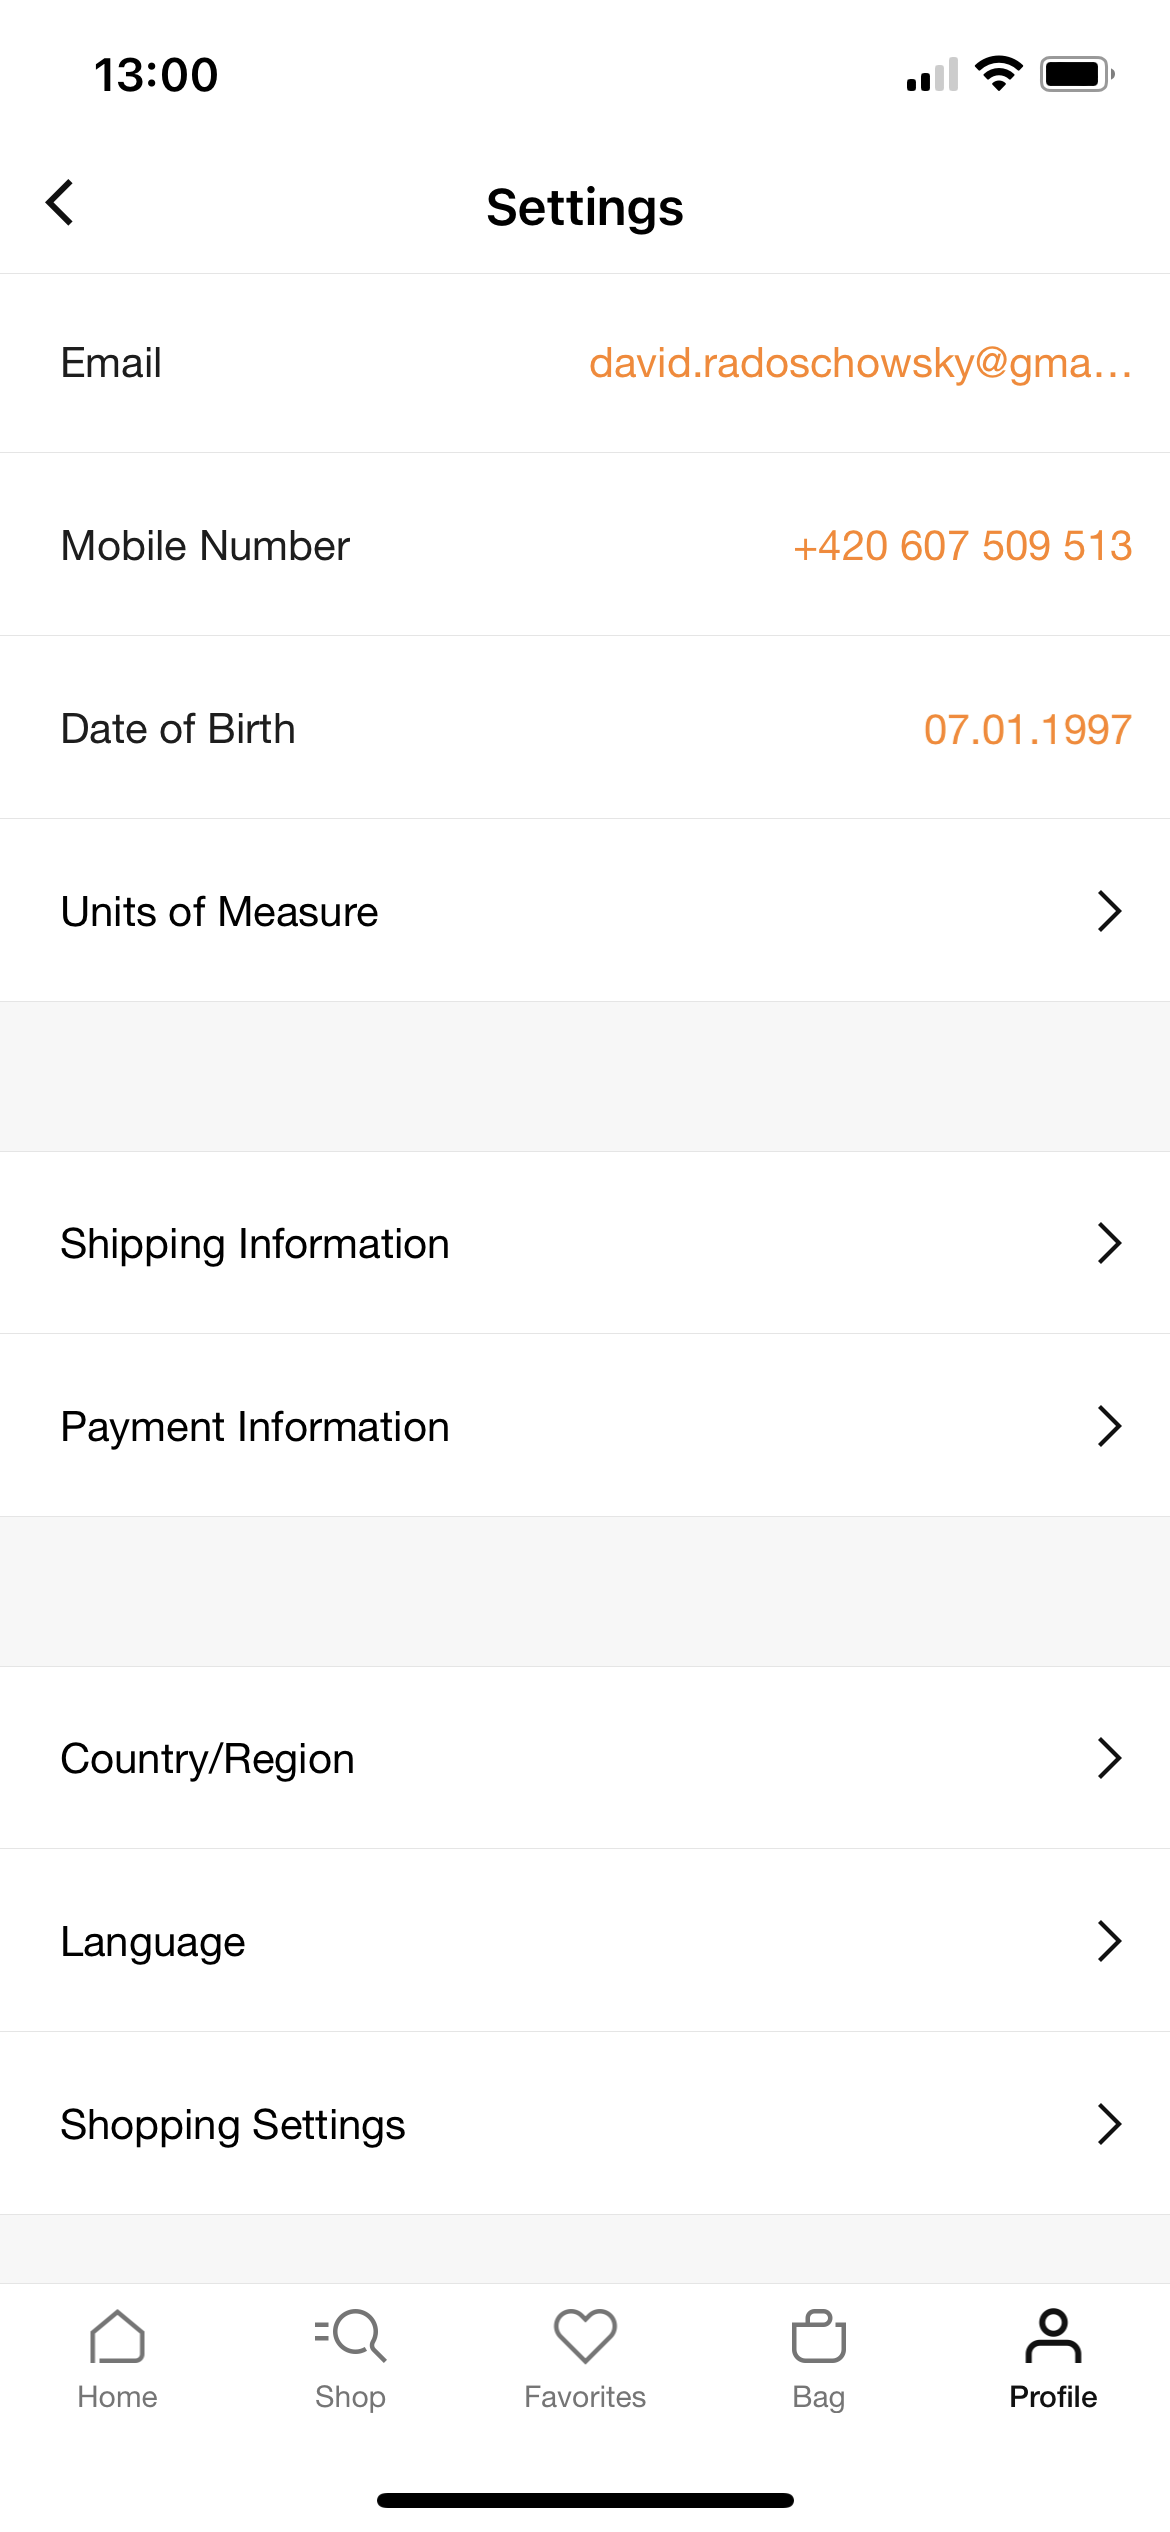 13:00
Settings
Email david.radoschowsky@gma...
Mobile Number +420 607 509 513
Date of Birth 07.01.1997
Units of Measure
Shipping Information
Payment Information
Country/Region
Language
Shopping Settings
Home Shop Favorites Bag Profile